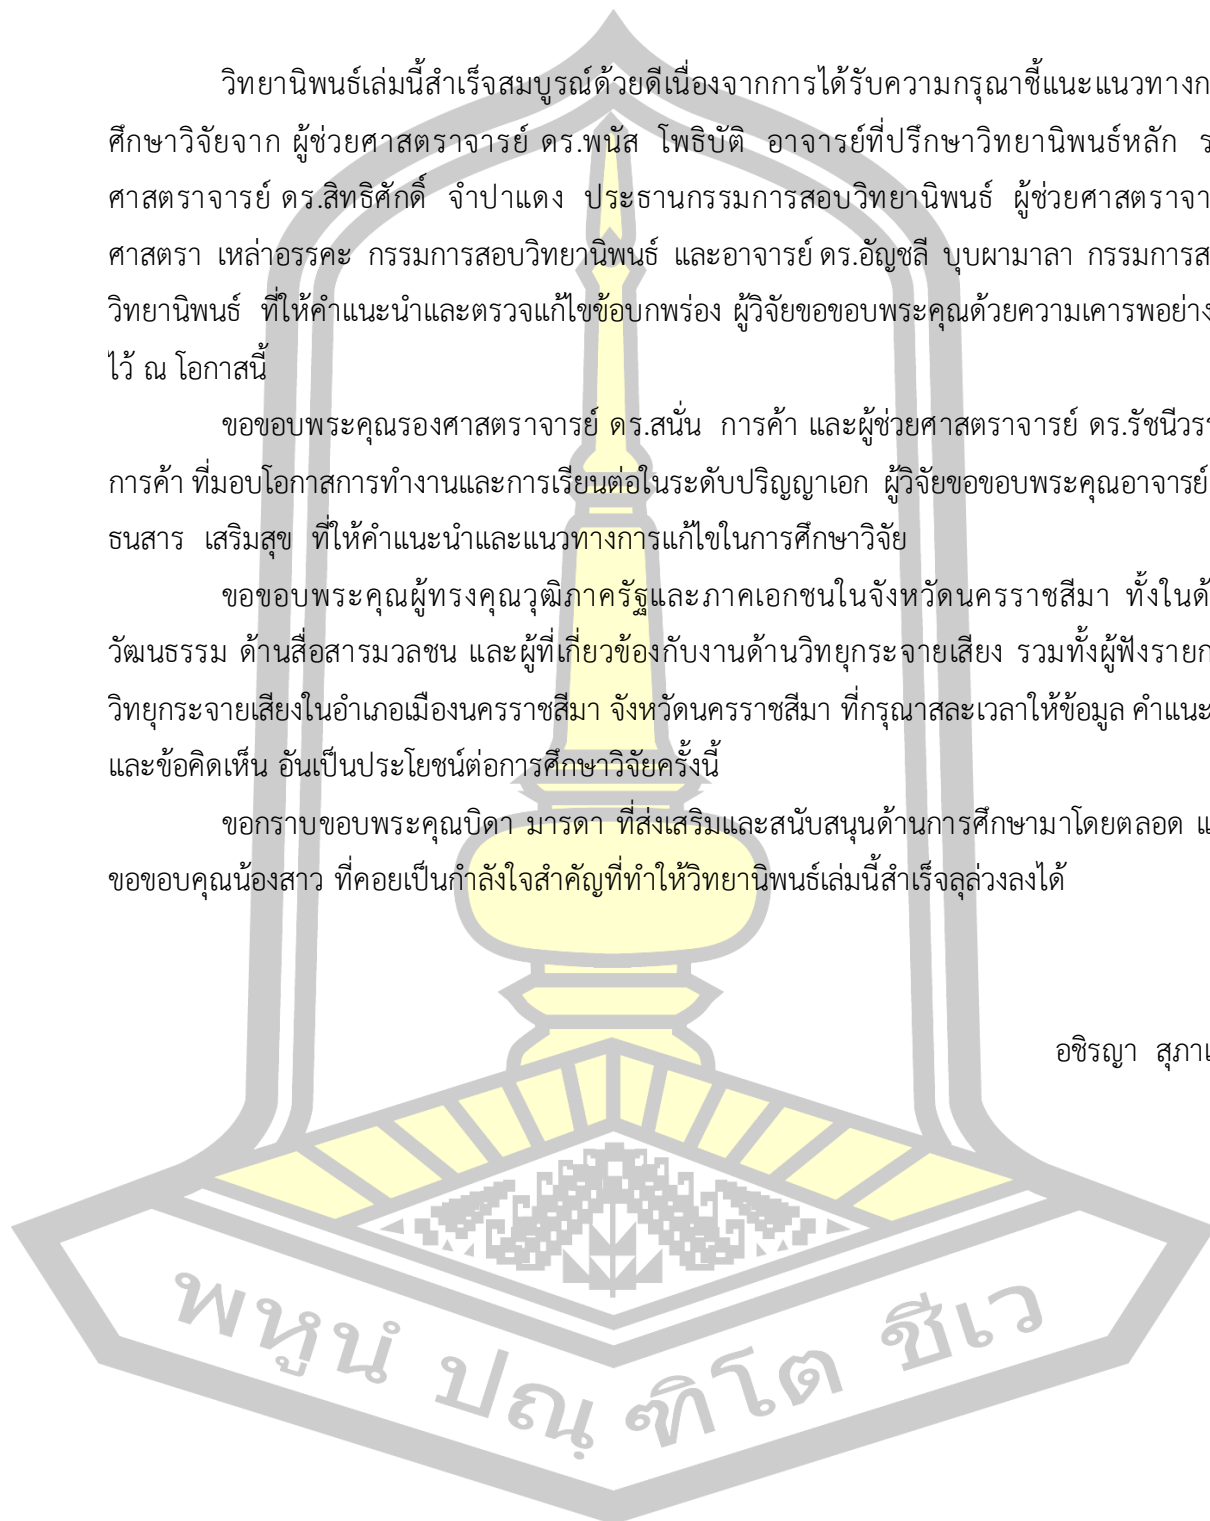 วิทยานิพนธ์เล่มนี้สำเร็จสมบูรณ์ด้วยดีเนื่องจากการได้รับความกรุณาชี้แนะแนวทางก
ศึกษาวิจัยจาก ผู้ช่วยศาสตราจารย์ ดร.พนัส โพธิบัติ อาจารย์ที่ปรึกษาวิทยานิพนธ์หลัก ร
ศาสตราจารย์ ดร.สิทธิศักดิ์ จำปาแดง ประธานกรรมการสอบวิทยานิพนธ์ ผู้ช่วยศาสตราจา
ศาสตรา เหล่าอรรคะ กรรมการสอบวิทยานิพนธ์ และอาจารย์ ดร.อัญชลี บุบผามาลา กรรมการส
วิทยานิพนธ์ ที่ให้คำแนะนำและตรวจแก้ไขข้อบกพร่อง ผู้วิจัยขอขอบพระคุณด้วยความเคารพอย่าง
ไว้ ณ โอกาสนี้
ขอขอบพระคุณรองศาสตราจารย์ ดร.สนั่น การค้า และผู้ช่วยศาสตราจารย์ ดร.รัชนีวรร
การค้า ที่มอบโอกาสการทำงานและการเรียนต่อในระดับปริญญาเอก ผู้วิจัยขอขอบพระคุณอาจารย์
ธนสาร เสริมสุข ที่ให้คำแนะนำและแนวทางการแก้ไขในการศึกษาวิจัย
ขอขอบพระคุณผู้ทรงคุณวุฒิภาครัฐและภาคเอกชนในจังหวัดนครราชสีมา ทั้งในด้
วัฒนธรรม ด้านสื่อสารมวลชน และผู้ที่เกี่ยวข้องกับงานด้านวิทยุกระจายเสียง รวมทั้งผู้ฟังรายก
วิทยุกระจายเสียงในอำเภอเมืองนครราชสีมา จังหวัดนครราชสีมา ที่กรุณาสละเวลาให้ข้อมูล คำแนะ
และข้อคิดเห็น อันเป็นประโยชน์ต่อการศึกษาวิจัยครั้งนี้
ขอกราบขอบพระคุณบิดา มารดา ที่ส่งเสริมและสนับสนุนด้านการศึกษามาโดยตลอด แ
ขอขอบคุณน้องสาว ที่คอยเป็นกำลังใจสำคัญที่ทำให้วิทยานิพนธ์เล่มนี้สำเร็จลุล่วงลงได้
อชิรญา สุภาเ
พหูนํ ปณฺ ฑิโต ชีเว